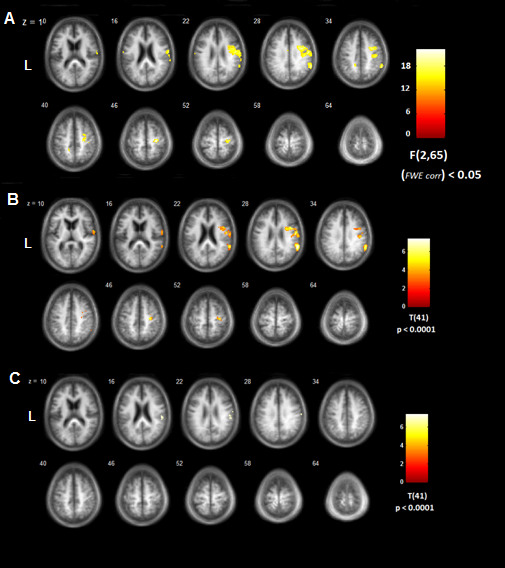 A
z = 10 16 22 28 34
L
40 46 52 58 64
18
12
6
0
F(2,65)
(FWE corr) < 0.05
B
z = 10 16 22 28 34
L
40 46 52 58 64
6
4
2
0
T(41)
p < 0.0001
C
z = 10 16 22 28 34
L
40 46 52 58 64
6
4
2
0
T(41)
p < 0.0001